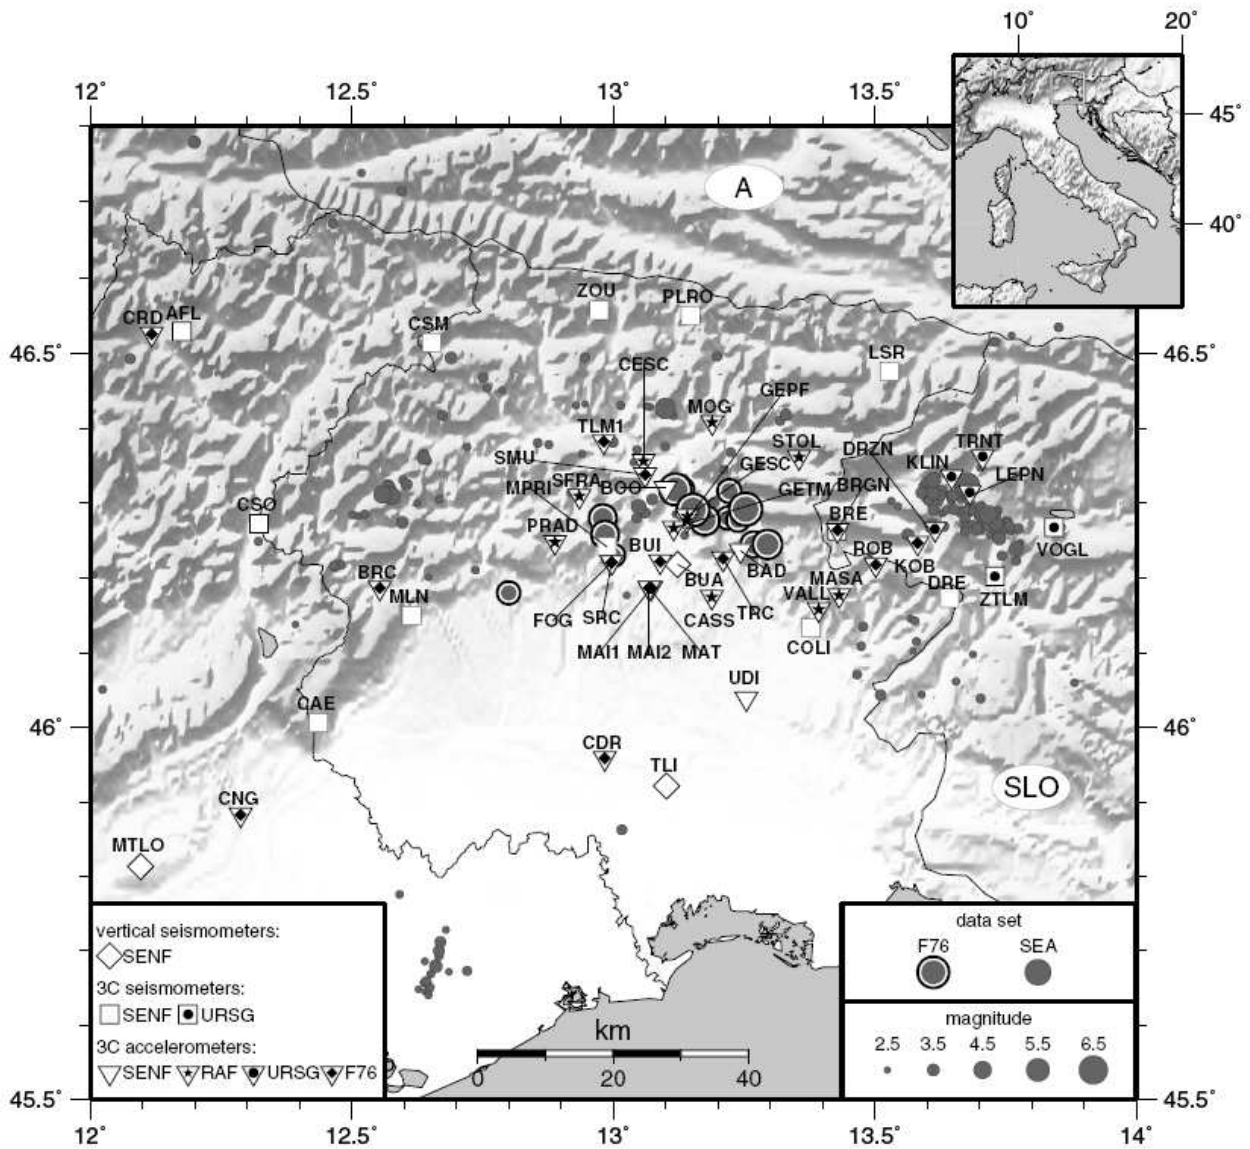 10˚ 20˚
12˚ 12.5˚ 13˚ 13.5˚
45˚
40˚
A
ZOU
PLRO
CRD AFL
CSM
46.5˚ 46.5˚
LSR
CESC
GEPF
MOG
TLM1
STOL DRZN TRNT
SMU GESC KLIN
LEPN
SFRA BOO
MPRI GETM BRGN
CSO
PRAD BRE
VOGL
BUI ROB
BRC BUA BAD KOB
MLN MASA DRE
VALL ZTLM
FOG SRC CASS TRC
COLI
MAI1 MAI2 MAT
UDI
CAE
46˚ 46˚
CDR
TLI
SLO
CNG
MTLO
vertical seismometers:
SENF
3C seismometers:
SENF URSG
3C accelerometers:
SENF RAF URSG F76
km
0 20 40
data set
F76 SEA
magnitude
2.5 3.5 4.5 5.5 6.5
45.5˚ 45.5˚
12˚ 12.5˚ 13˚ 13.5˚ 14˚